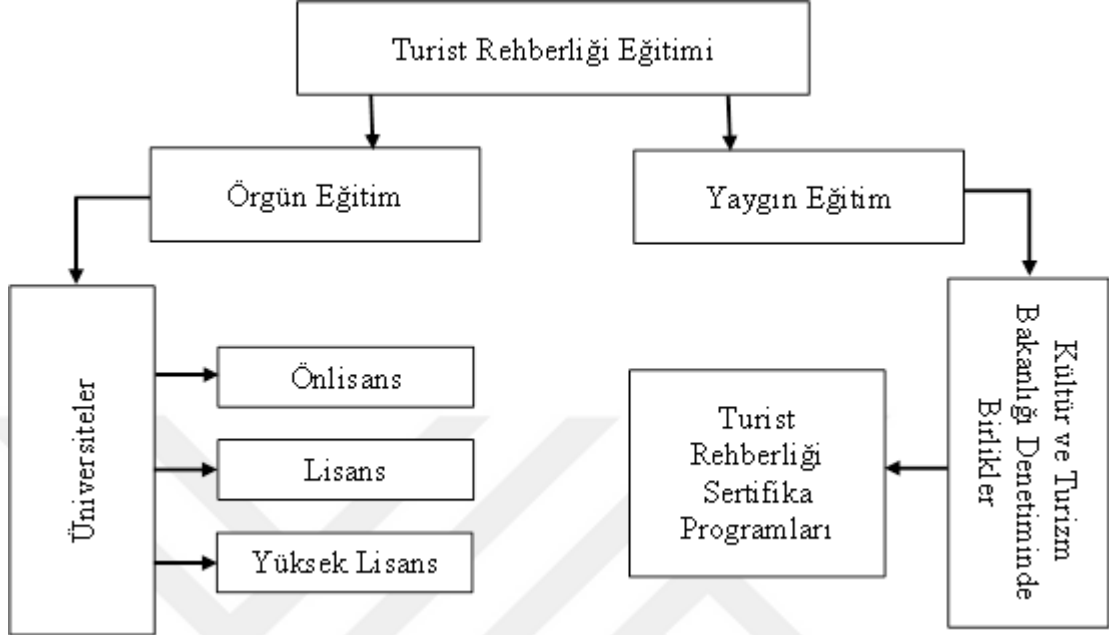 Turist Rehberliği Eğitimi
Örgün Eğitim
Yaygın Eğitim
Üniversiteler
Önlisans
Lisans
Yüksek Lisans
Kültür ve Turizm
Bakanlığı Denetiminde
Birlikler
Turist
Rehberliği
Sertifika
Programları